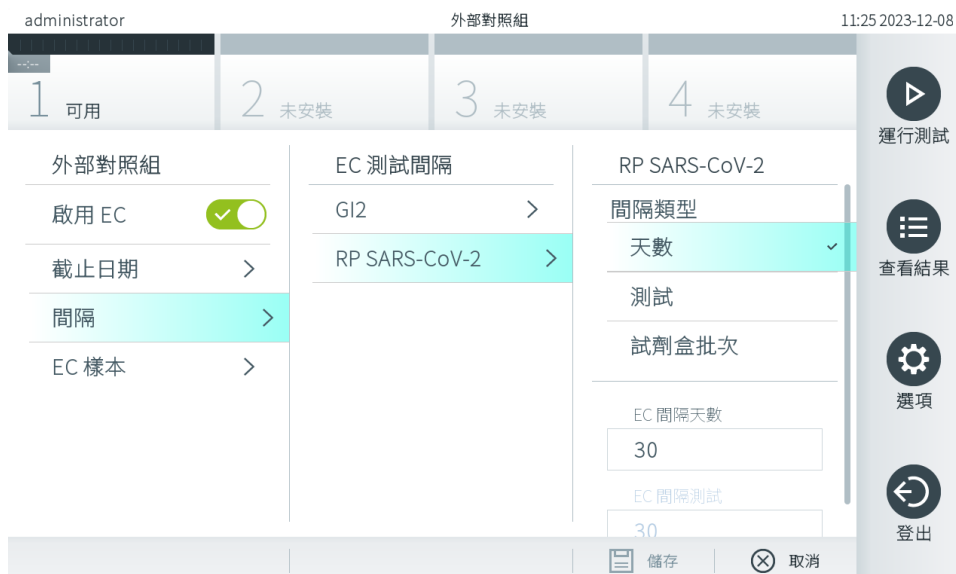 administrator
外部對照組
11:25 2023-12-08
--:--
1 可用
2 未安裝
3 未安裝
4 未安裝
外部對照組
啟用 EC
截止日期
間隔
EC 樣本
EC 測試間隔
GI2
RP SARS-CoV-2
RP SARS-CoV-2
間隔類型
天數
測試
試劑盒批次
EC 間隔天數
30
EC 間隔測試
30
儲存
取消
運行測試
查看結果
選項
登出